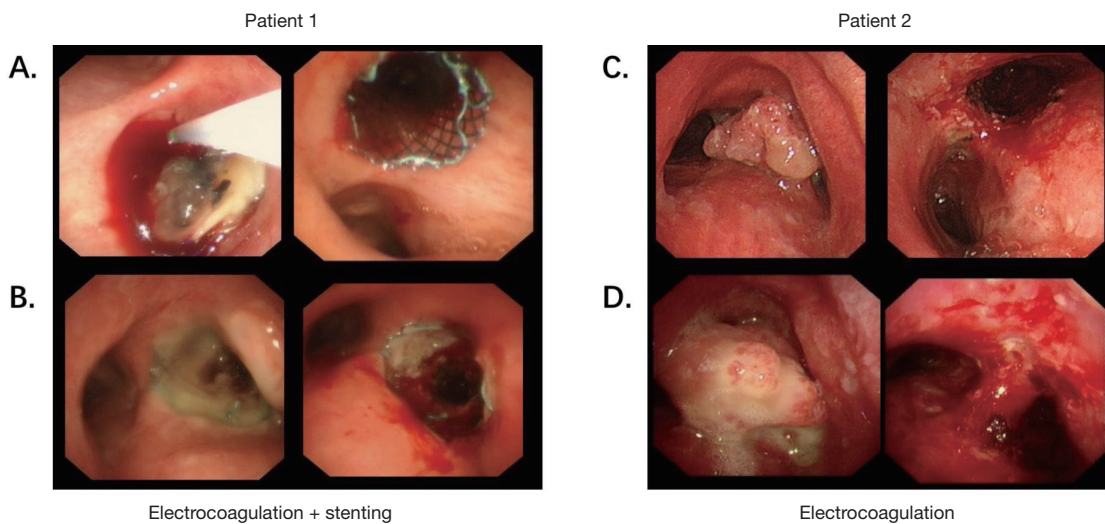 Patient 1
Patient 2
A.
C.
B.
D.
Electrocoagulation + stenting
Electrocoagulation